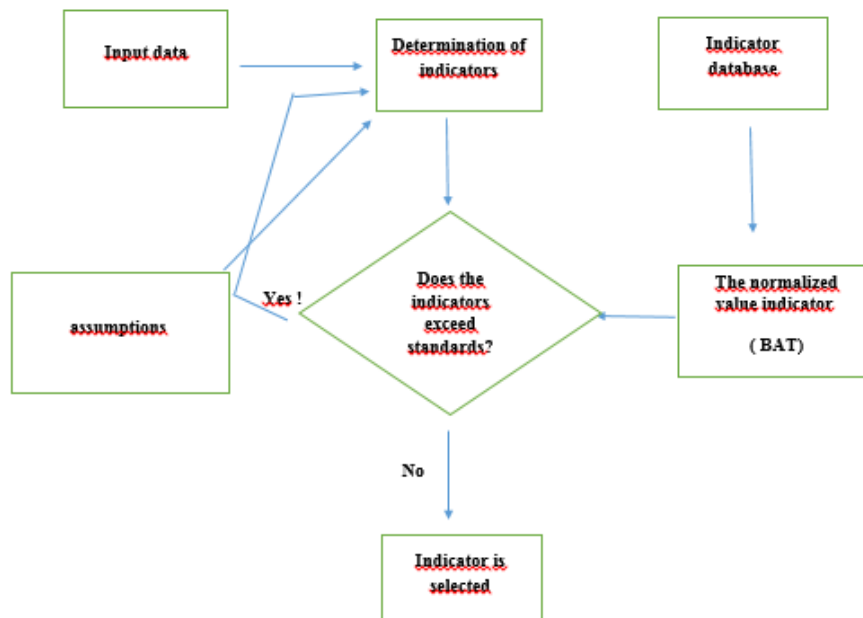 Input data
Determination of
indicators
Indicator
database.
assumptions
Yes !
Does the
indicators
exceed
standards?
The normalized
value indicator
( BAT)
No
Indicator is
selected